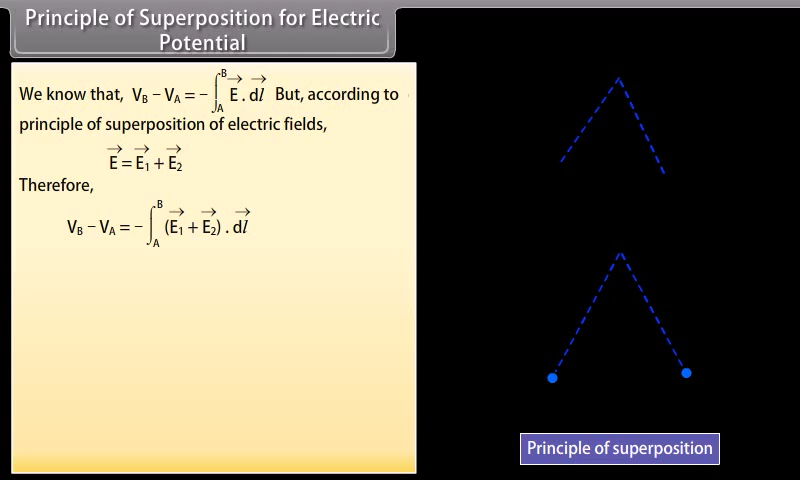 Principle of Superposition for Electric
Potential
We know that, V_B − V_A = − ∫_A^B E⃗ . dl⃗ But, according to
principle of superposition of electric fields,
E⃗ = E⃗₁ + E⃗₂
Therefore,
V_B − V_A = − ∫_A^B (E⃗₁ + E⃗₂) . dl⃗
Principle of superposition